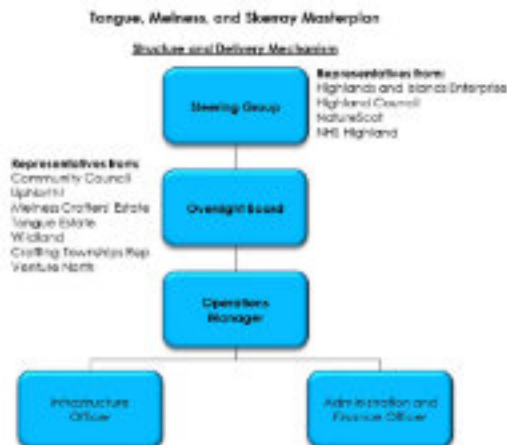 Tongue, Melness, and Skerray Masterplan
Structure and Delivery Mechanism
Representatives from:
Highlands and Islands Enterprise
Highland Council
NatureScot
NHS Highland
Steering Group
Representatives from:
Community Council
UpNorth!
Melness Crofters' Estate
Tongue Estate
Wildland
Crofting Townships Rep
Venture North
Oversight Board
Operations
Manager
Infrastructure
Officer
Administration and
Finance Officer